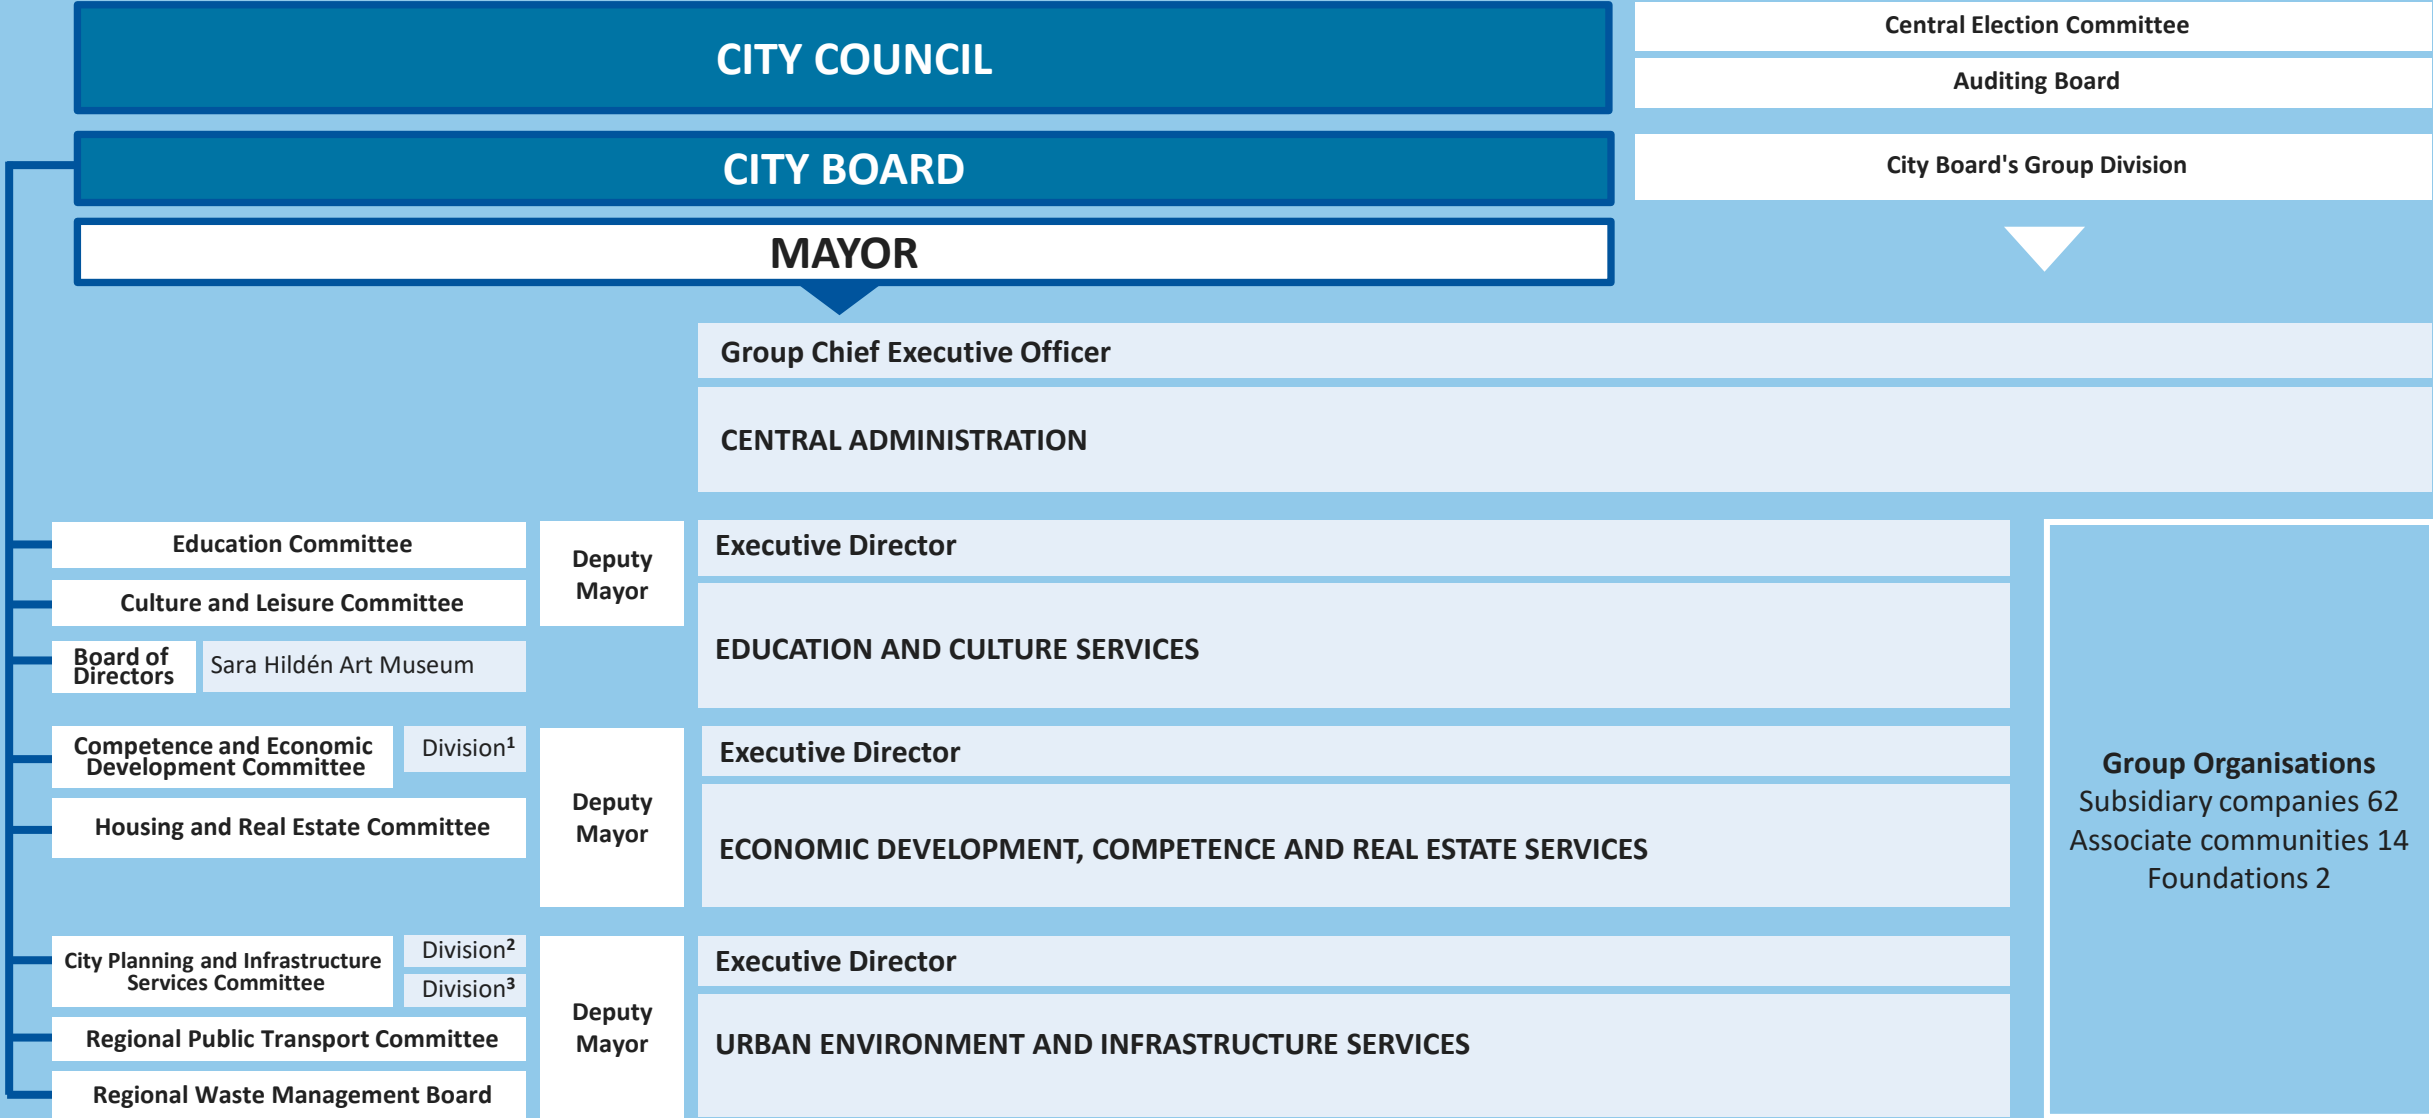 CITY COUNCIL
Central Election Committee
Auditing Board
CITY BOARD
City Board's Group Division
MAYOR
Group Chief Executive Officer
CENTRAL ADMINISTRATION
Education Committee
Culture and Leisure Committee
Board of
Directors
Sara Hildén Art Museum
Deputy
Mayor
Executive Director
EDUCATION AND CULTURE SERVICES
Competence and Economic
Development Committee
Division¹
Housing and Real Estate Committee
Deputy
Mayor
Executive Director
ECONOMIC DEVELOPMENT, COMPETENCE AND REAL ESTATE SERVICES
City Planning and Infrastructure
Services Committee
Division²
Division³
Regional Public Transport Committee
Regional Waste Management Board
Deputy
Mayor
Executive Director
URBAN ENVIRONMENT AND INFRASTRUCTURE SERVICES
Group Organisations
Subsidiary companies 62
Associate communities 14
Foundations 2